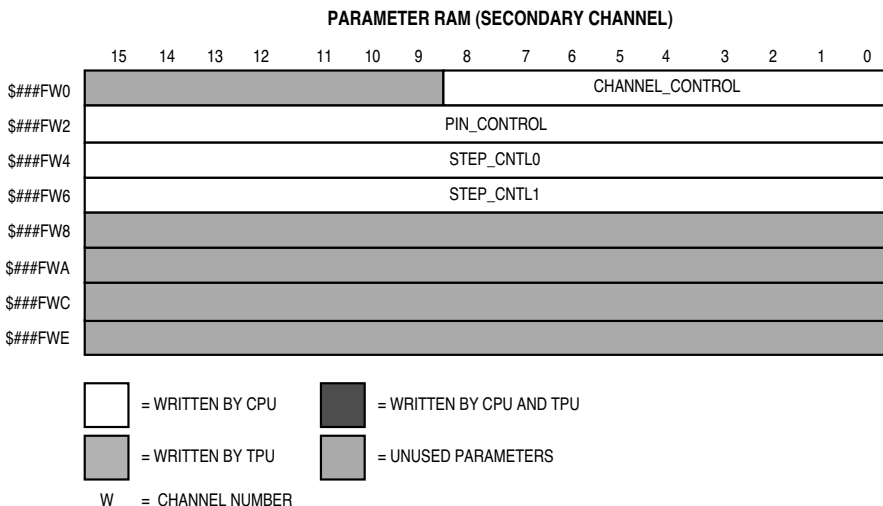 PARAMETER RAM (SECONDARY CHANNEL)
15 14 13 12 11 10 9 8 7 6 5 4 3 2 1 0
$###FW0 CHANNEL_CONTROL
$###FW2 PIN_CONTROL
$###FW4 STEP_CNTL0
$###FW6 STEP_CNTL1
$###FW8
$###FWA
$###FWC
$###FWE
= WRITTEN BY CPU = WRITTEN BY CPU AND TPU
= WRITTEN BY TPU = UNUSED PARAMETERS
W = CHANNEL NUMBER